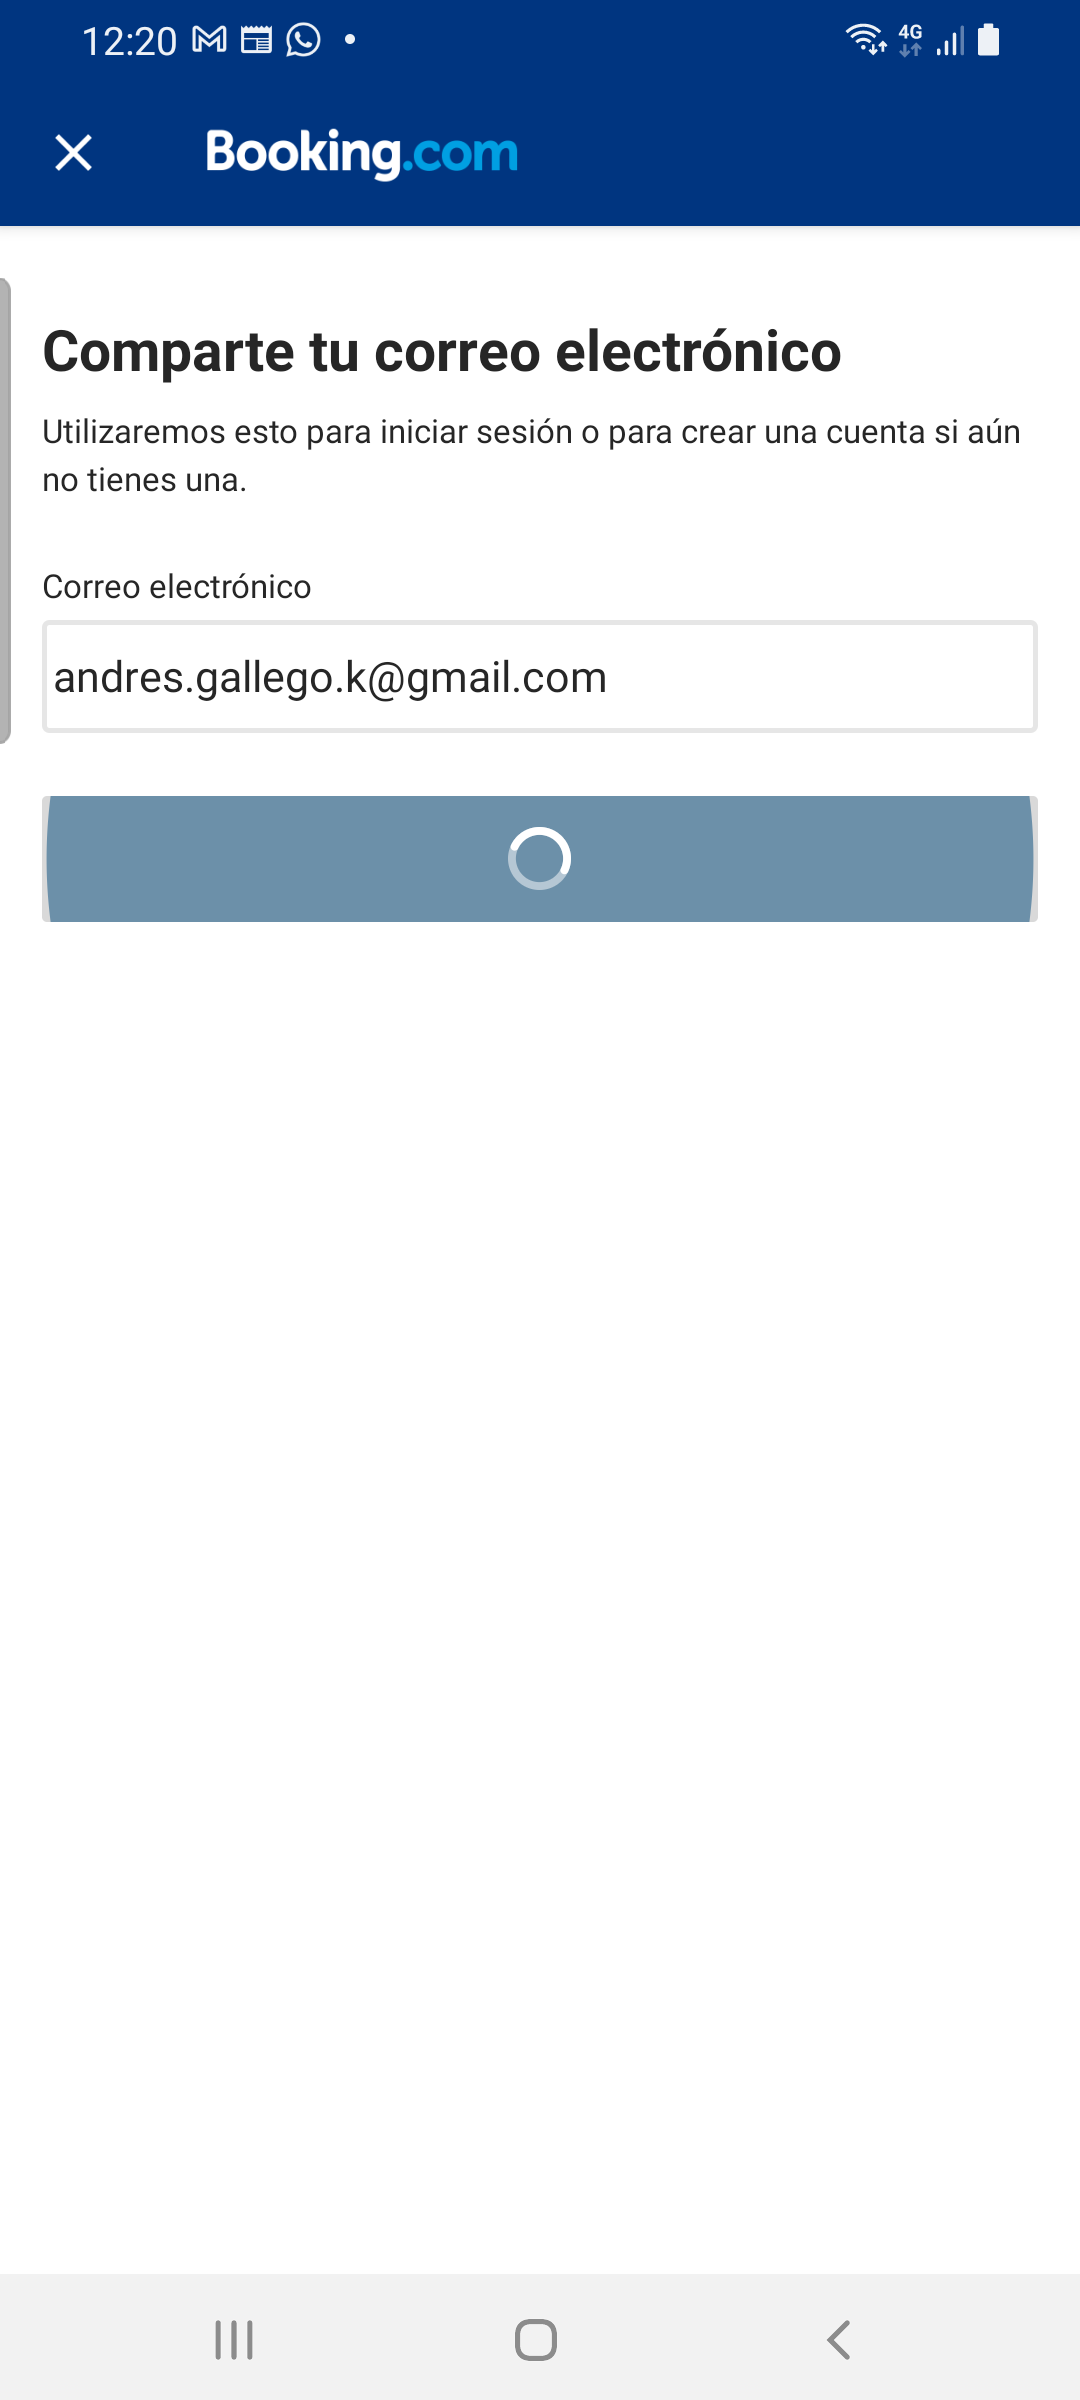 12:20
4G
Booking.com
Comparte tu correo electrónico
Utilizaremos esto para iniciar sesión o para crear una cuenta si aún
no tienes una.
Correo electrónico
andres.gallego.k@gmail.com